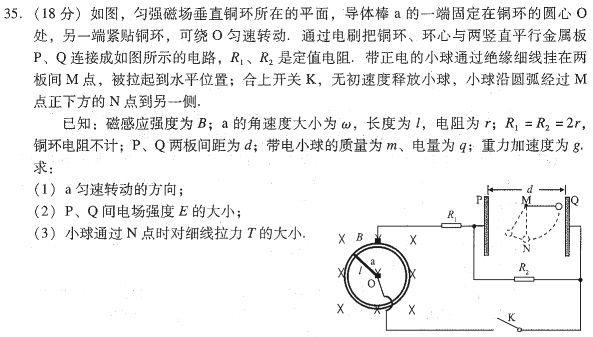 35.（18 分）如图，匀强磁场垂直铜环所在的平面，导体棒 a 的一端固定在铜环的圆心 O
处，另一端紧贴铜环，可绕 O 匀速转动．通过电刷把铜环、环心与两竖直平行金属板
P、Q 连接成如图所示的电路，R₁、R₂ 是定值电阻．带正电的小球通过绝缘细线挂在两
板间 M 点，被拉起到水平位置；合上开关 K，无初速度释放小球，小球沿圆弧经过 M
点正下方的 N 点到另一侧．
已知：磁感应强度为 B；a 的角速度大小为 ω，长度为 l，电阻为 r；R₁ = R₂ = 2r，
铜环电阻不计；P、Q 两板间距为 d；带电小球的质量为 m、电量为 q；重力加速度为 g．
求：
（1）a 匀速转动的方向；
（2）P、Q 间电场强度 E 的大小；
（3）小球通过 N 点时对细线拉力 T 的大小．
d
P M Q
R₁
N
B
a
l
O
R₂
K